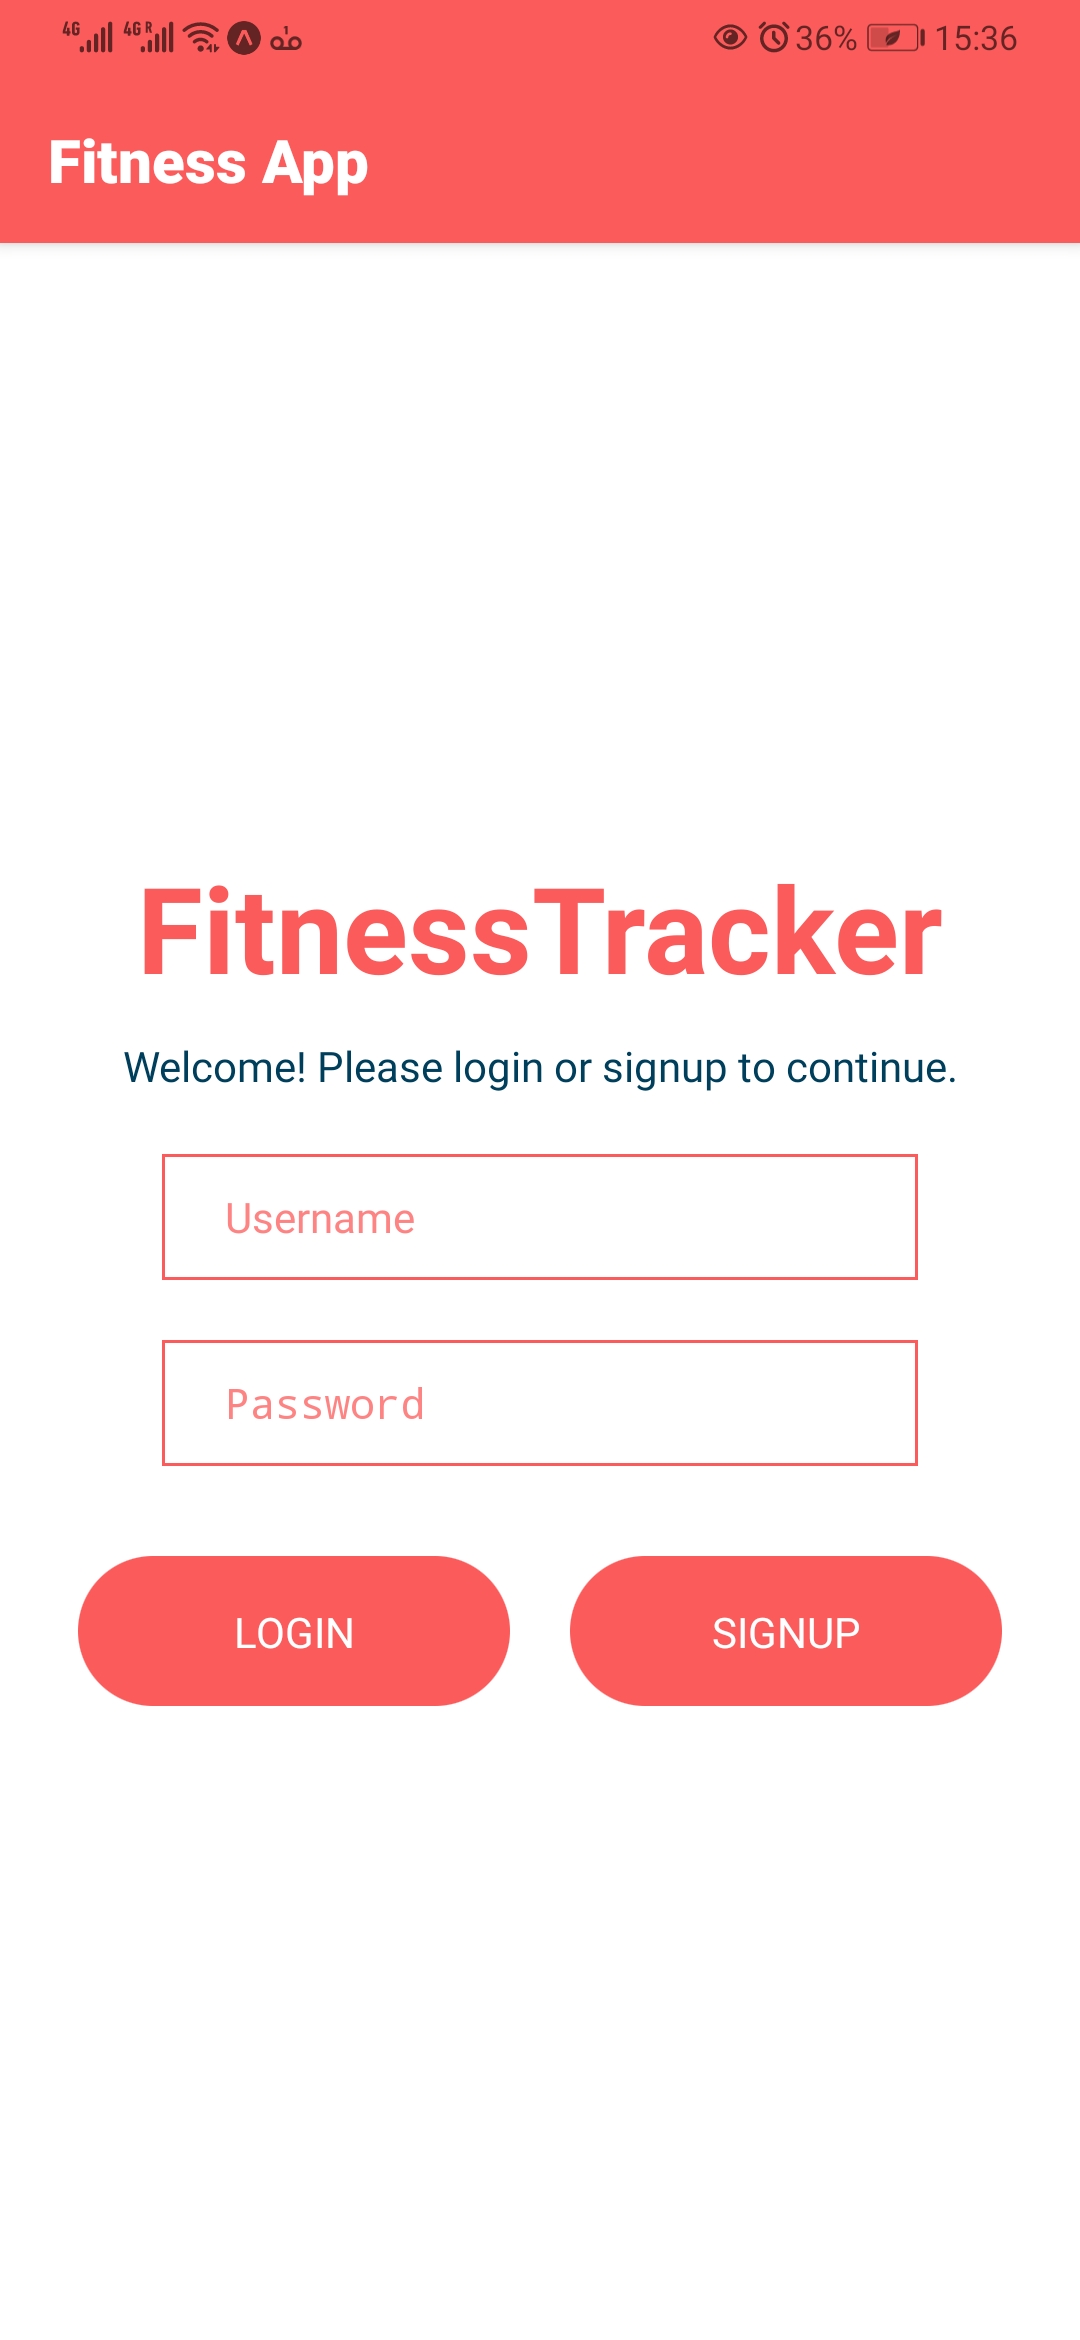 4G 4G R 1 36% 15:36
Fitness App
FitnessTracker
Welcome! Please login or signup to continue.
Username
Password
LOGIN SIGNUP